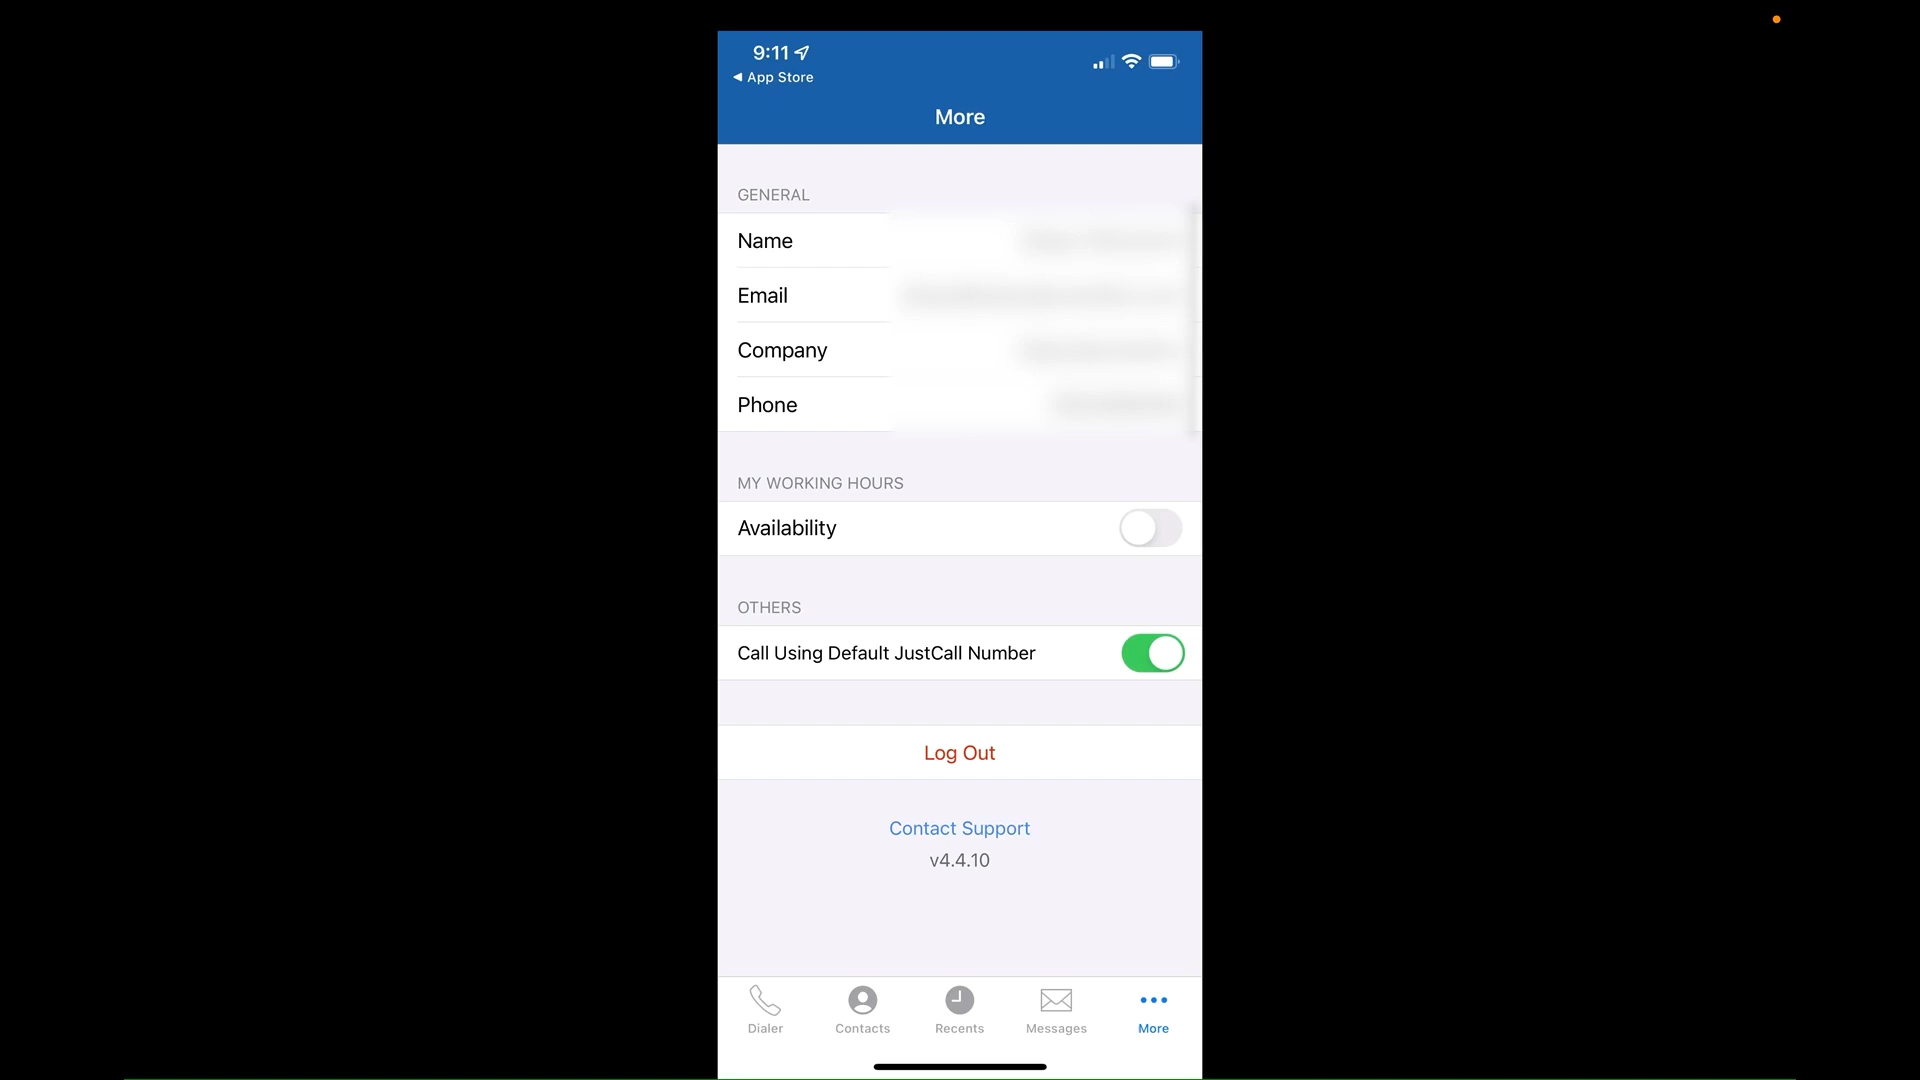 9:11
◀ App Store
More
GENERAL
Name
Email
Company
Phone
MY WORKING HOURS
Availability
OTHERS
Call Using Default JustCall Number
Log Out
Contact Support
v4.4.10
Dialer
Contacts
Recents
Messages
More